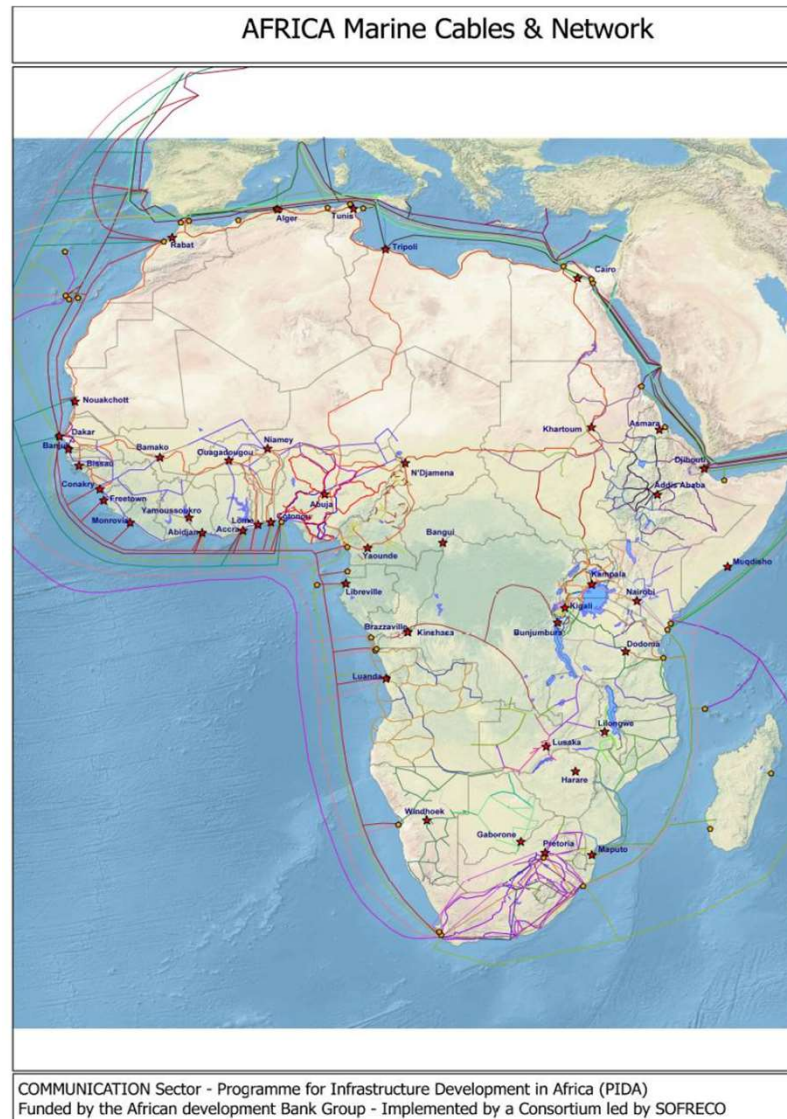 AFRICA Marine Cables & Network
Alger
Tunis
Rabat
Tripoli
Cairo
Nouakchott
Dakar
Banjul
Bissau
Bamako
Ouagadougou
Niamey
N'Djamena
Khartoum
Asmara
Djibouti
Addis Ababa
Conakry
Freetown
Monrovia
Yamoussoukro
Abidjan
Accra
Lome
Cotonou
Abuja
Yaounde
Bangui
Libreville
Kampala
Nairobi
Muqdisho
Kigali
Bunjumbura
Brazzaville
Kinshasa
Dodoma
Luanda
Lilongwe
Lusaka
Harare
Windhoek
Gaborone
Pretoria
Maputo
COMMUNICATION Sector - Programme for Infrastructure Development in Africa (PIDA)
Funded by the African development Bank Group - Implemented by a Consortium led by SOFRECO